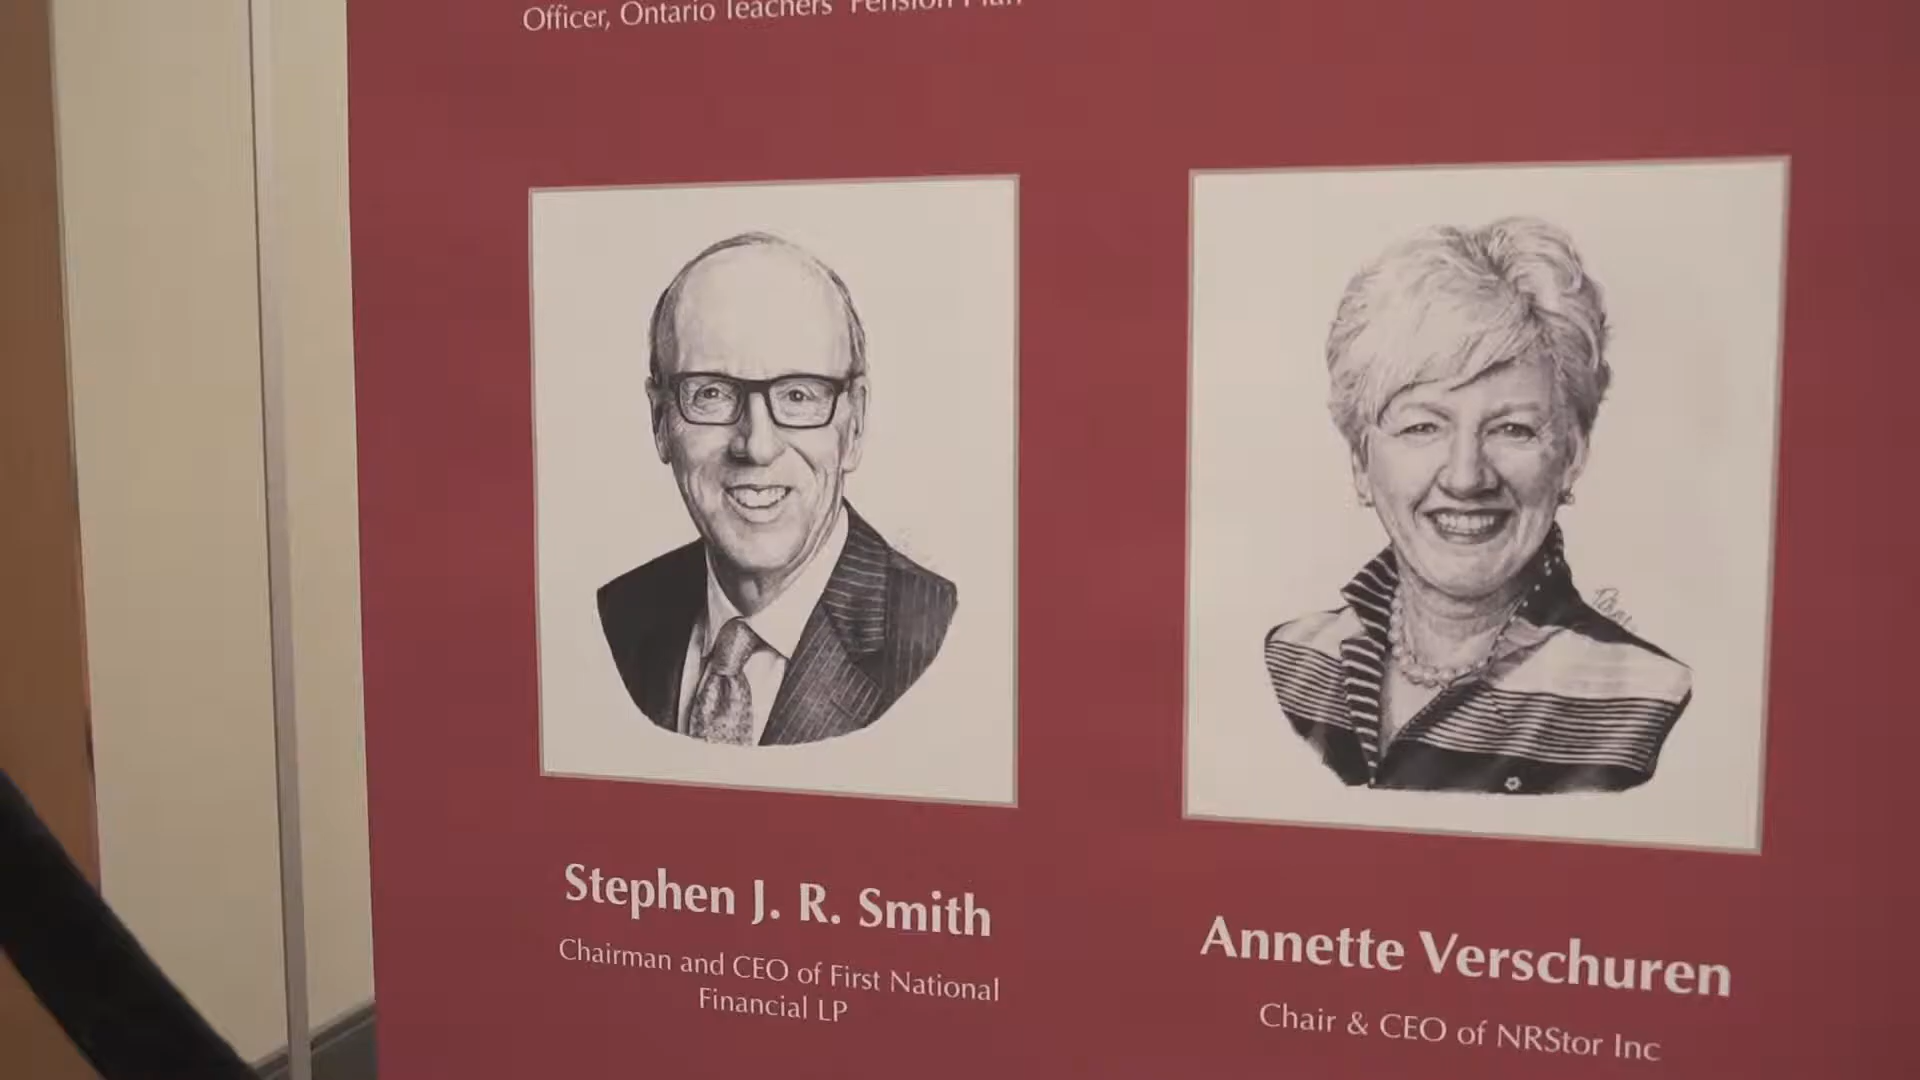 Officer, Ontario Teachers' Pension Plan
Stephen J. R. Smith
Chairman and CEO of First National
Financial LP
Annette Verschuren
Chair & CEO of NRStor Inc